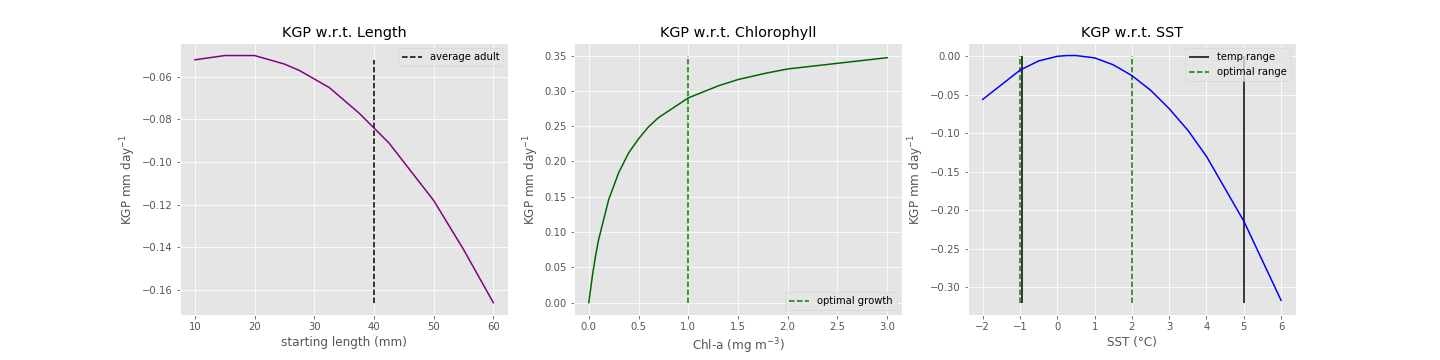 KGP w.r.t. Length
average adult
−0.06
−0.08
−0.10
−0.12
−0.14
−0.16
KGP mm day⁻¹
10 20 30 40 50 60
starting length (mm)
KGP w.r.t. Chlorophyll
0.35
0.30
0.25
0.20
0.15
0.10
0.05
0.00
KGP mm day⁻¹
optimal growth
0.0 0.5 1.0 1.5 2.0 2.5 3.0
Chl-a (mg m⁻³)
KGP w.r.t. SST
temp range
optimal range
0.00
−0.05
−0.10
−0.15
−0.20
−0.25
−0.30
KGP mm day⁻¹
−2 −1 0 1 2 3 4 5 6
SST (°C)